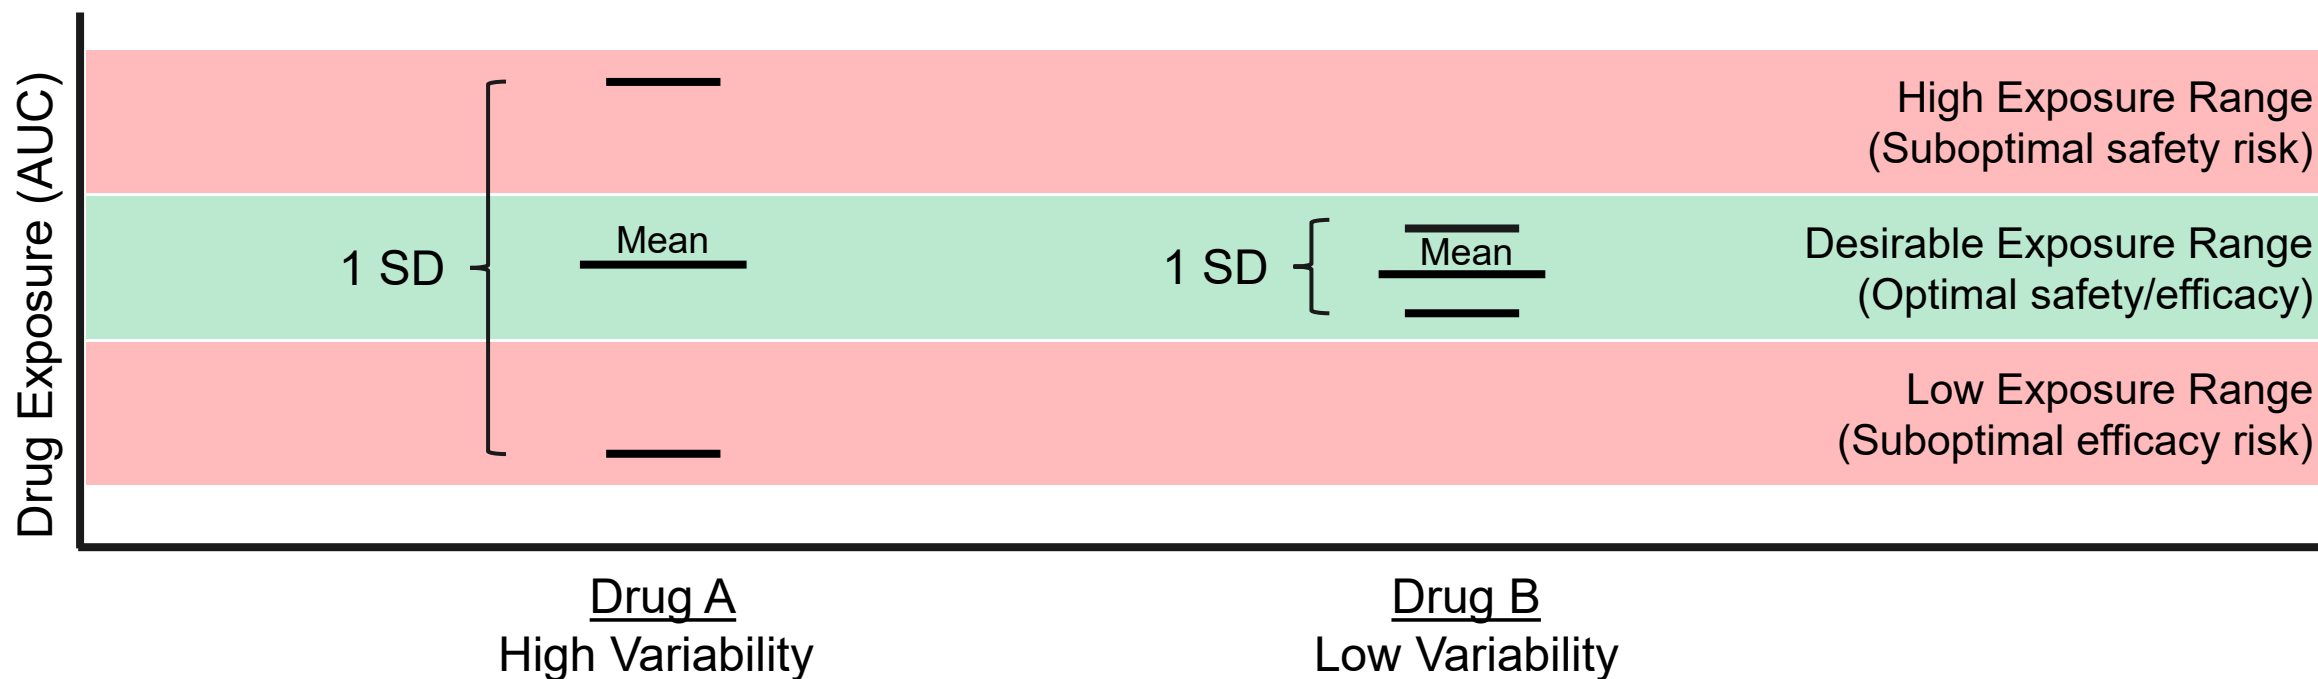 Drug Exposure (AUC)
High Exposure Range
(Suboptimal safety risk)
1 SD
Mean
1 SD
Mean
Desirable Exposure Range
(Optimal safety/efficacy)
Low Exposure Range
(Suboptimal efficacy risk)
Drug A
High Variability
Drug B
Low Variability